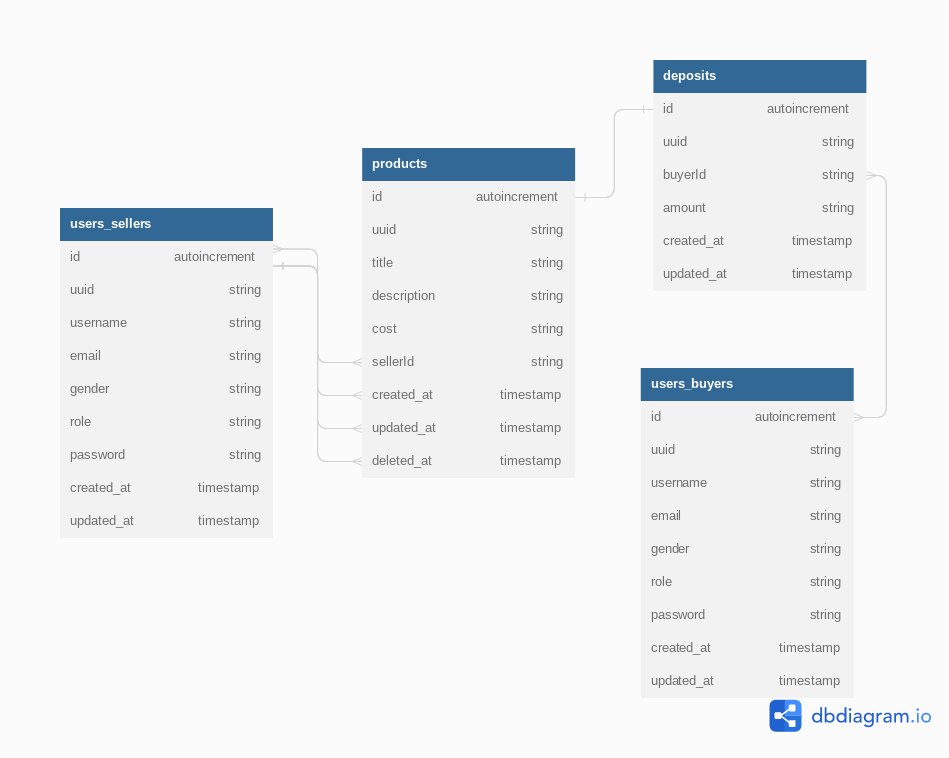 users_sellers
id autoincrement
uuid string
username string
email string
gender string
role string
password string
created_at timestamp
updated_at timestamp
products
id autoincrement
uuid string
title string
description string
cost string
sellerId string
created_at timestamp
updated_at timestamp
deleted_at timestamp
deposits
id autoincrement
uuid string
buyerId string
amount string
created_at timestamp
updated_at timestamp
users_buyers
id autoincrement
uuid string
username string
email string
gender string
role string
password string
created_at timestamp
updated_at timestamp
dbdiagram.io